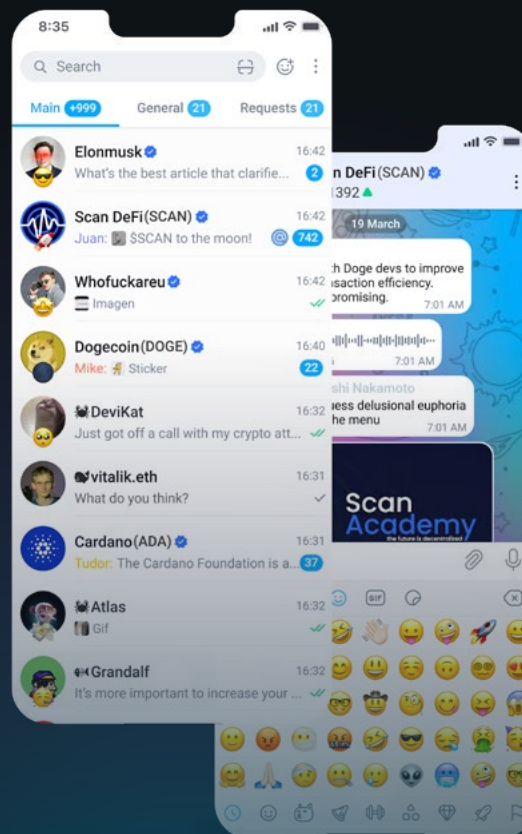 8:35
Search
Main +999 General 21 Requests 21
Elonmusk 16:42
What's the best article that clarifie... 2
Scan DeFi(SCAN) 16:42
Juan: $SCAN to the moon! @ 742
Whofuckareu 16:42
Imagen
Dogecoin(DOGE) 16:40
Mike: Sticker 22
DeviKat 16:32
Just got off a call with my crypto att...
vitalik.eth 16:31
What do you think?
Cardano(ADA) 16:31
Tudor: The Cardano Foundation is a... 37
Atlas 16:32
Gif
Grandalf 16:32
It's more important to increase your ...
n DeFi(SCAN)
1392
19 March
h Doge devs to improve
saction efficiency.
promising. 7:01 AM
7:01 AM
shi Nakamoto
ess delusional euphoria
he menu 7:01 AM
Scan
Academy
the future is decentralised
GIF